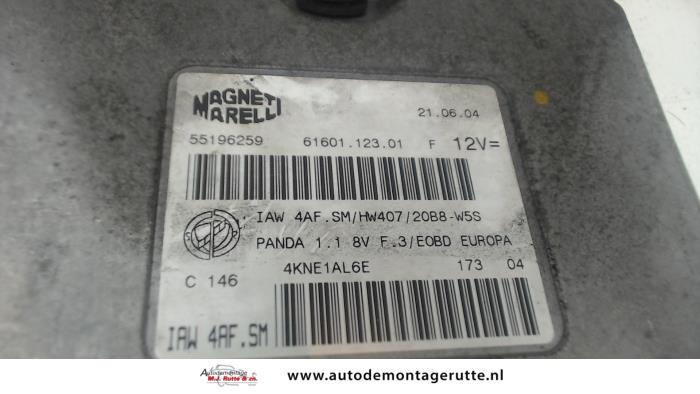 MAGNETI
MARELLI
21.06.04
55196259 61601.123.01 F 12V=
IAW 4AF.SM/HW407/20B8-W5S
PANDA 1.1 8V F.3/EOBD EUROPA
C 146 4KNE1AL6E 173 04
IAW 4AF.SM
Autodemontage
M.J. Rutte & zn.
www.autodemontagerutte.nl